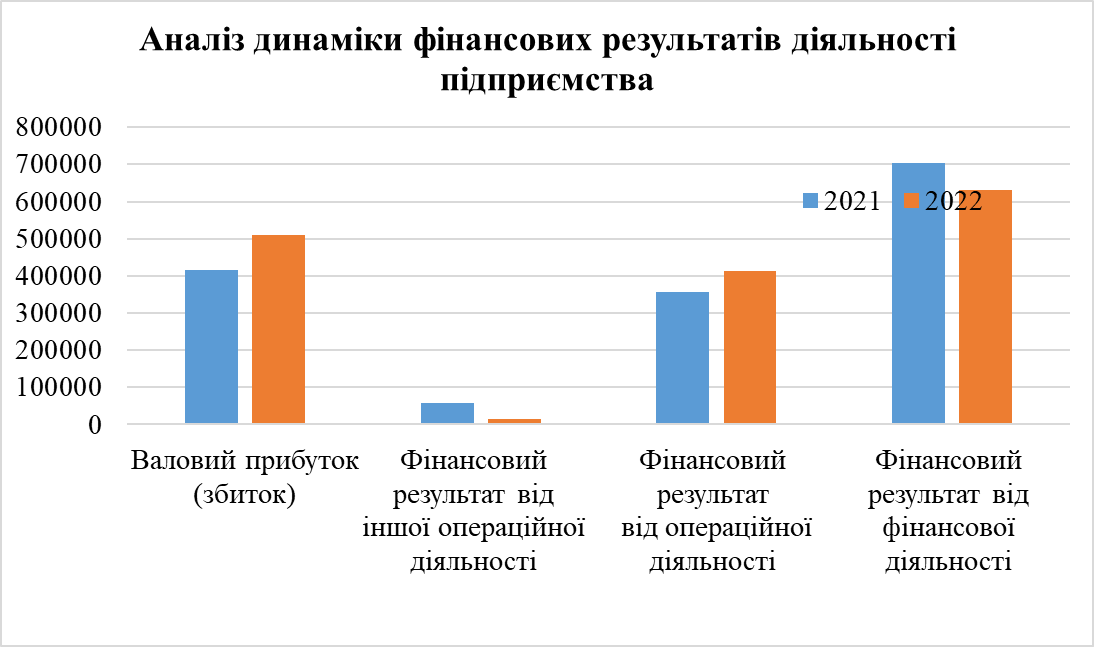 Аналіз динаміки фінансових результатів діяльності
підприємства
800000
700000
600000
500000
400000
300000
200000
100000
0
2021
2022
Валовий прибуток
(збиток)
Фінансовий
результат від
іншої операційної
діяльності
Фінансовий
результат
від операційної
діяльності
Фінансовий
результат від
фінансової
діяльності